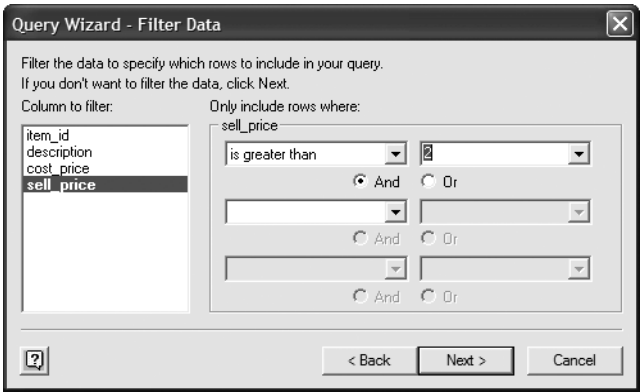 Query Wizard - Filter Data
Filter the data to specify which rows to include in your query.
If you don't want to filter the data, click Next.
Column to filter:
Only include rows where:
item_id
description
cost_price
sell_price
sell_price
is greater than
2
And
Or
And
Or
And
Or
?
< Back
Next >
Cancel